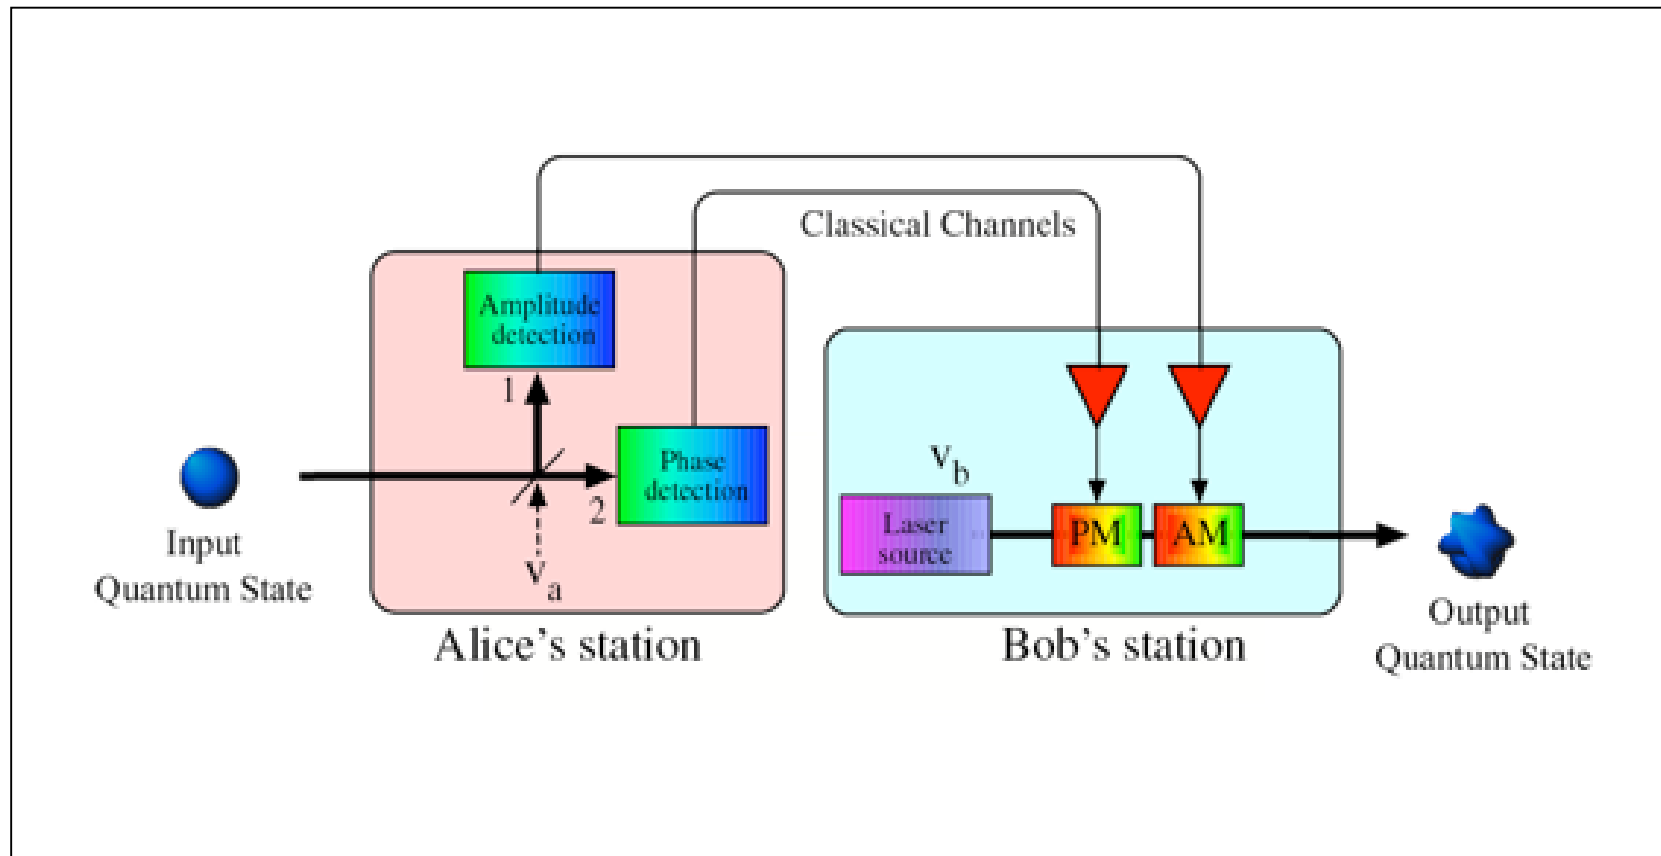 Classical Channels
Amplitude
detection
1
Phase
detection
2
v
a
Input
Quantum State
Alice's station
v
b
Laser
source
PM
AM
Bob's station
Output
Quantum State